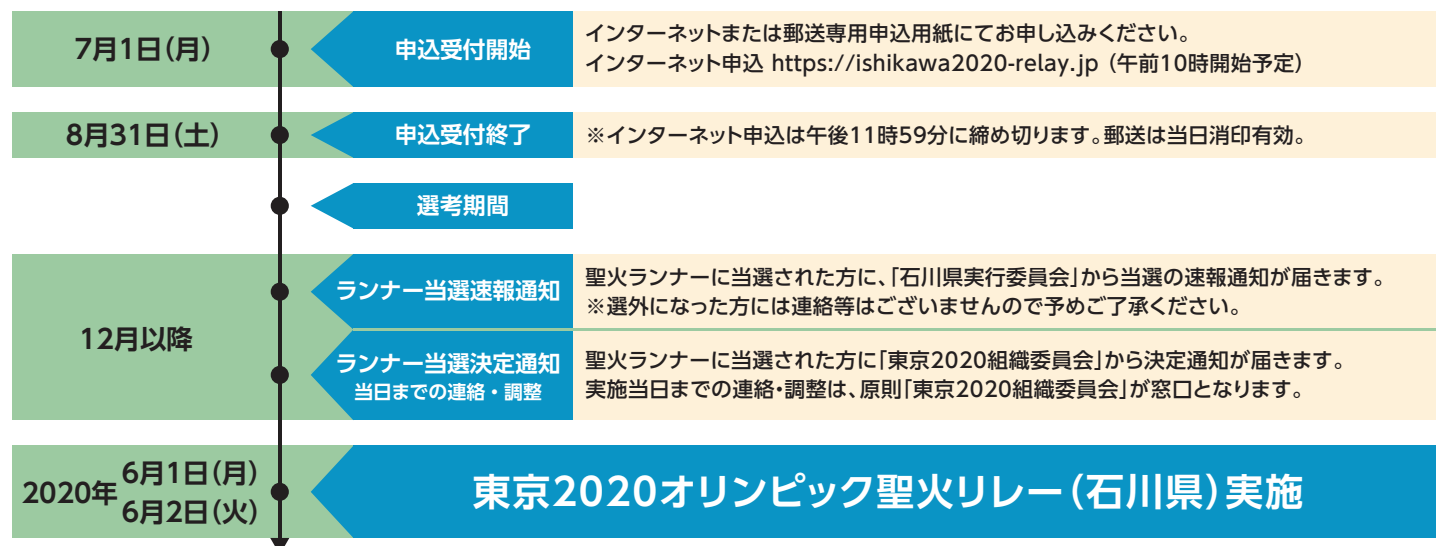 7月1日(月)
申込受付開始
インターネットまたは郵送専用申込用紙にてお申し込みください。
インターネット申込 https://ishikawa2020-relay.jp (午前10時開始予定)
8月31日(土)
申込受付終了
※インターネット申込は午後11時59分に締め切ります。郵送は当日消印有効。
選考期間
12月以降
ランナー当選速報通知
聖火ランナーに当選された方に、「石川県実行委員会」から当選の速報通知が届きます。
※選外になった方には連絡等はございませんので予めご了承ください。
ランナー当選決定通知
当日までの連絡・調整
聖火ランナーに当選された方に「東京2020組織委員会」から決定通知が届きます。
実施当日までの連絡・調整は、原則「東京2020組織委員会」が窓口となります。
2020年
6月1日(月)
6月2日(火)
東京2020オリンピック聖火リレー(石川県)実施